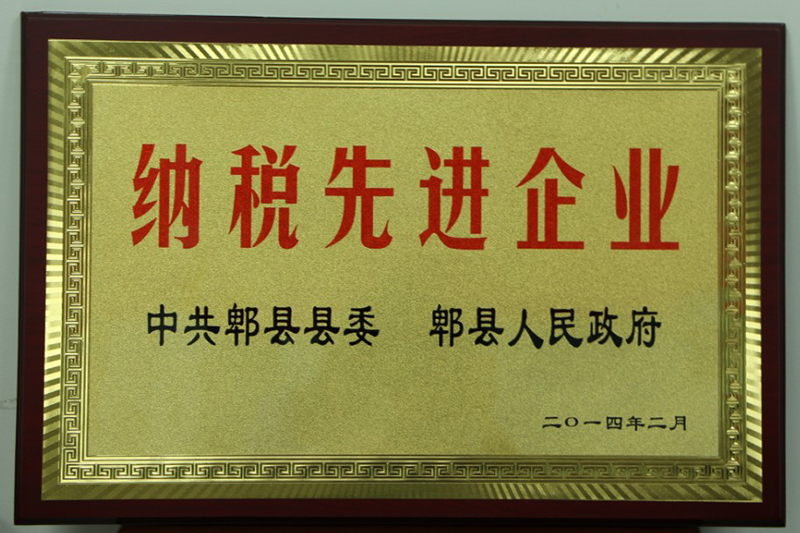 纳税先进企业
中共郫县县委 郫县人民政府
二〇一四年二月